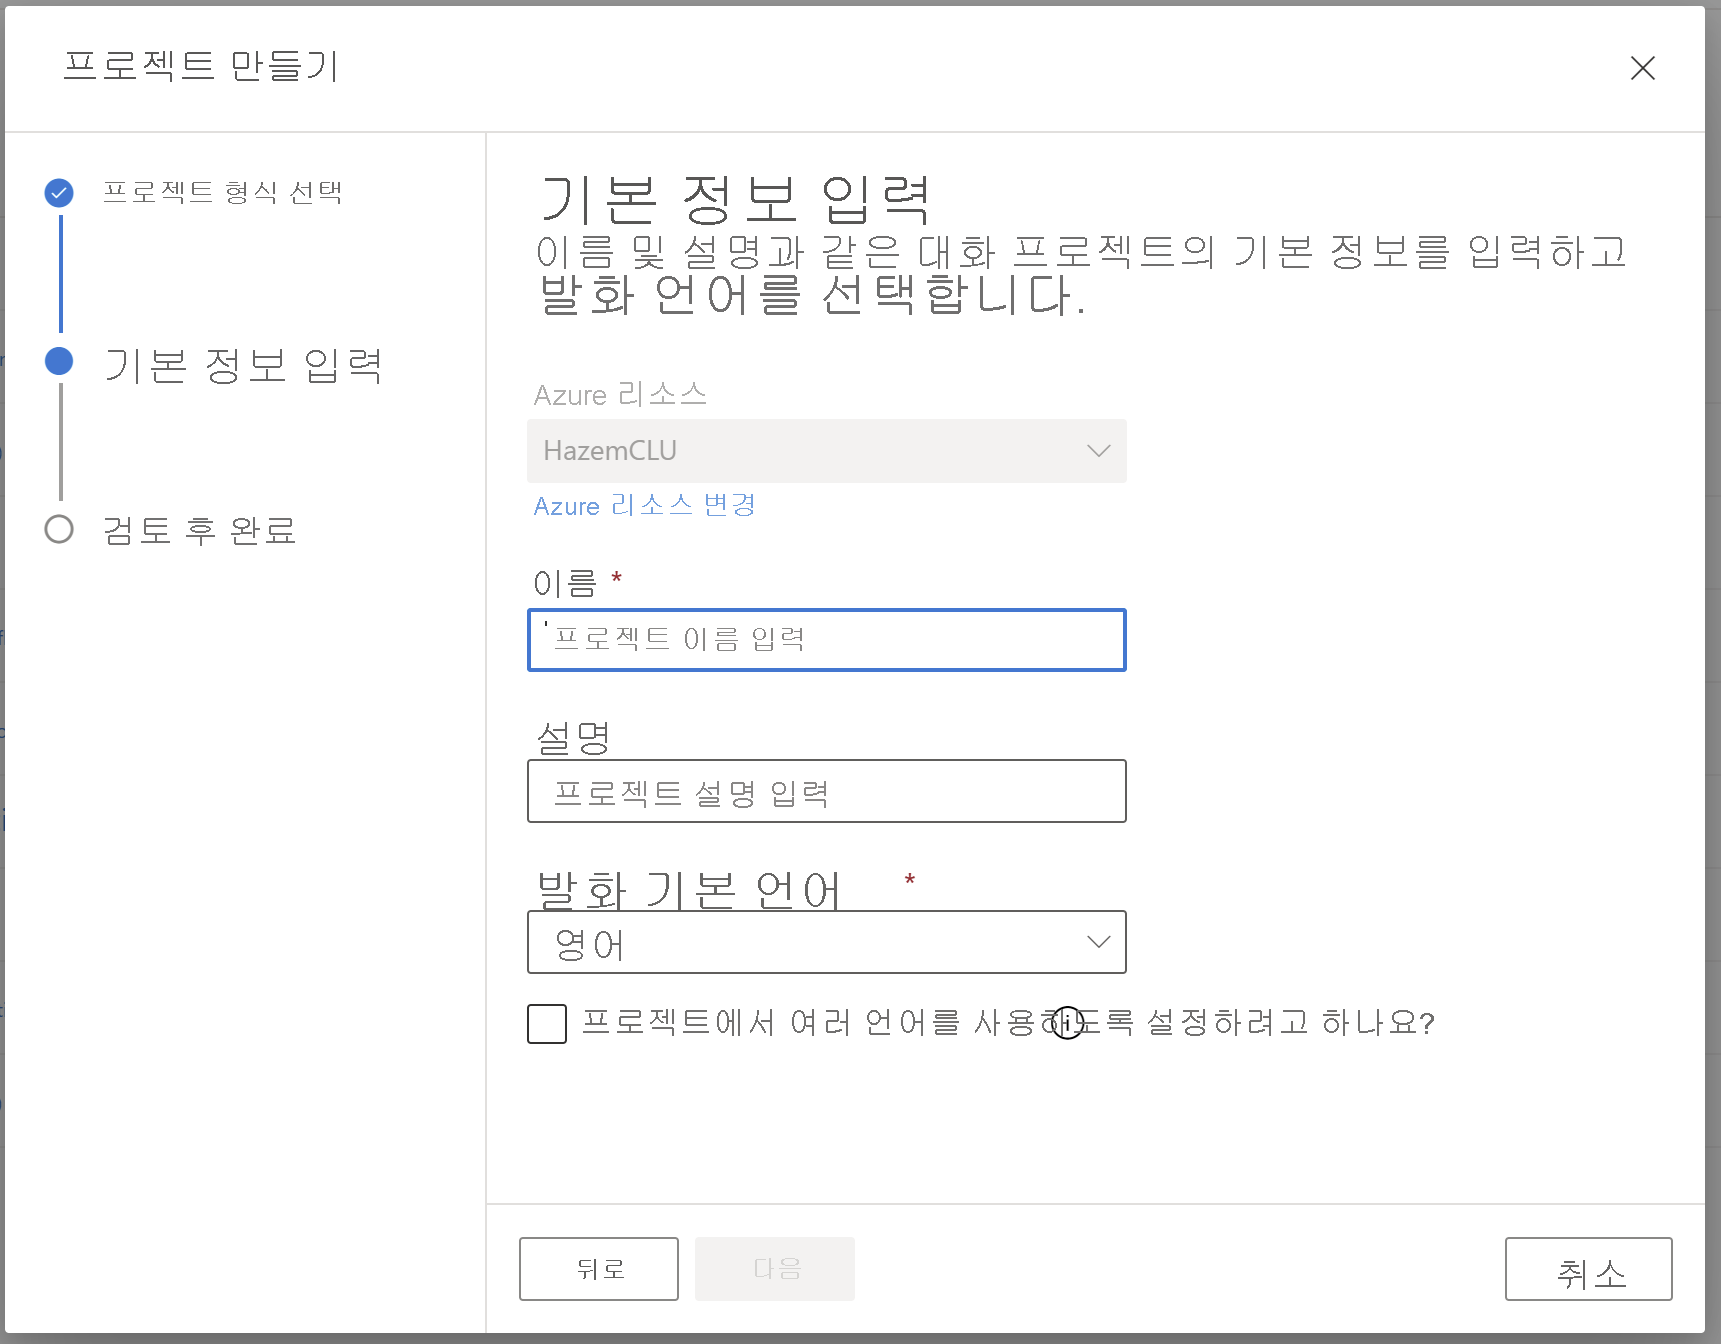 프로젝트 만들기
프로젝트 형식 선택
기본 정보 입력
검토 후 완료
기본 정보 입력
이름 및 설명과 같은 대화 프로젝트의 기본 정보를 입력하고
발화 언어를 선택합니다.
Azure 리소스
HazemCLU
Azure 리소스 변경
이름 *
프로젝트 이름 입력
설명
프로젝트 설명 입력
발화 기본 언어 *
영어
프로젝트에서 여러 언어를 사용하도록 설정하려고 하나요?
뒤로
다음
취소